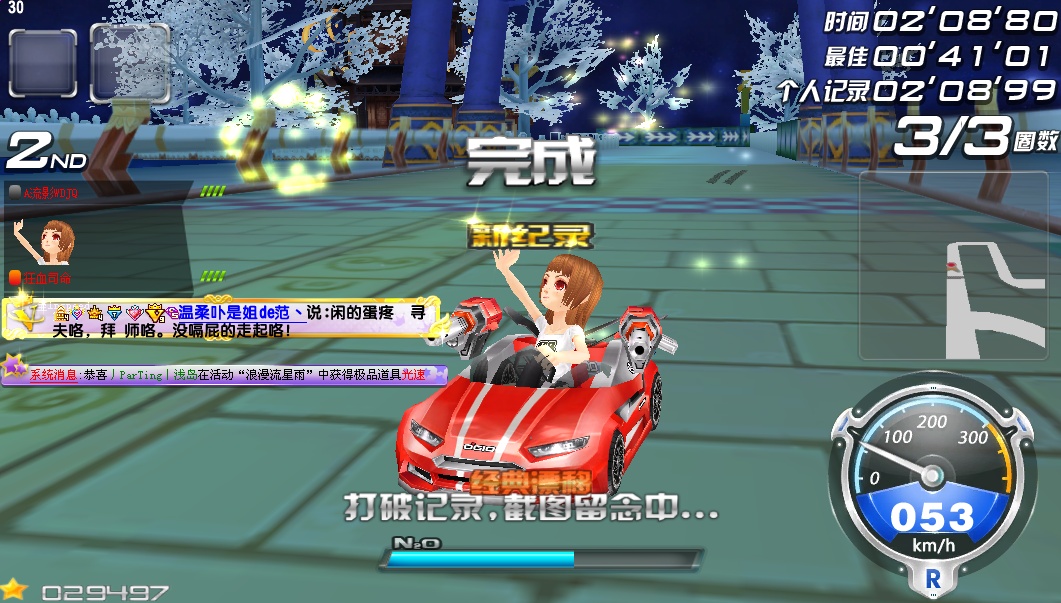 30
时间02'08'80
最佳00'41'01
个人记录02'08'99
3/3圈数
2ND
完成
新纪录
狂血司命
温柔卟是姐de范丶说:闲的蛋疼 寻
夫咯，拜 师咯。没嗝屁的走起咯!
系统消息:恭喜丿ParTing丨浅岛在活动“浪漫流星雨”中获得极品道具光速
经典漂移
打破记录,截图留念中...
N2O
0
100
200
300
053
km/h
R
029497